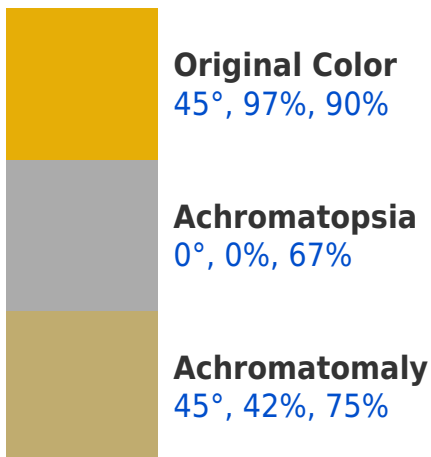 Original Color
45°, 97%, 90%
Achromatopsia
0°, 0%, 67%
Achromatomaly
45°, 42%, 75%